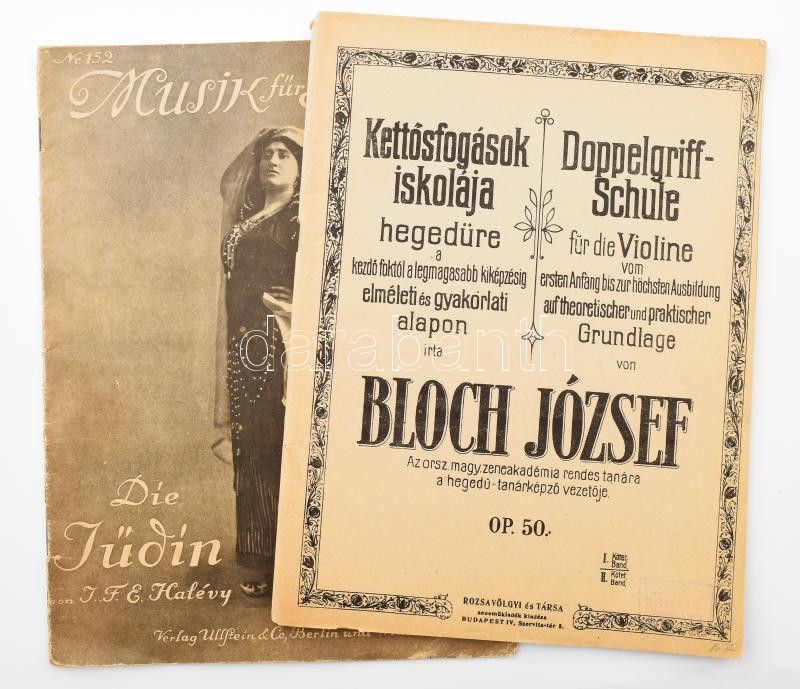 Nr. 152
Musik für
Die
Jüdin
von J. F. E. Halévy
Verlag Ullstein & Co, Berlin und
Kettősfogások
iskolája
hegedüre
a
kezdő foktól a legmagasabb kiképzésig
elméleti és gyakorlati
alapon
irta
Doppelgriff-
Schule
für die Violine
vom
ersten Anfang bis zur höchsten Ausbildung
auf theoretischer und praktischer
Grundlage
von
BLOCH JÓZSEF
Az orsz. magy. zeneakadémia rendes tanára
a hegedű-tanárképző vezetője.
OP. 50.
I. Kötet. Band.
II. Kötet. Band.
ROZSAVÖLGYI és TÁRSA
zeneműkiadók kiadása
BUDAPEST IV, Szervita-tér 5.
darabanth